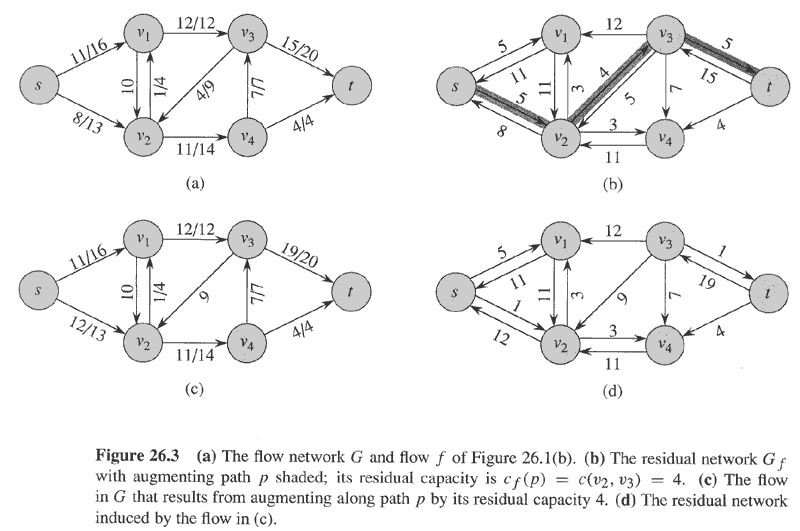 12/12
v1
v3
11/16
15/20
s
10
1/4
4/9
7/7
t
8/13
4/4
v2
v4
11/14
(a)
12
v1
v3
5
5
11
15
s
11
3
4
5
7
t
5
8
3
4
v2
v4
11
(b)
12/12
v1
v3
11/16
19/20
s
10
1/4
9
7/7
t
12/13
4/4
v2
v4
11/14
(c)
12
v1
v3
5
1
11
19
s
11
3
9
7
t
1
12
3
4
v2
v4
11
(d)
Figure 26.3 (a) The flow network G and flow f of Figure 26.1(b). (b) The residual network Gf
with augmenting path p shaded; its residual capacity is cf(p) = c(v2, v3) = 4. (c) The flow
in G that results from augmenting along path p by its residual capacity 4. (d) The residual network
induced by the flow in (c).